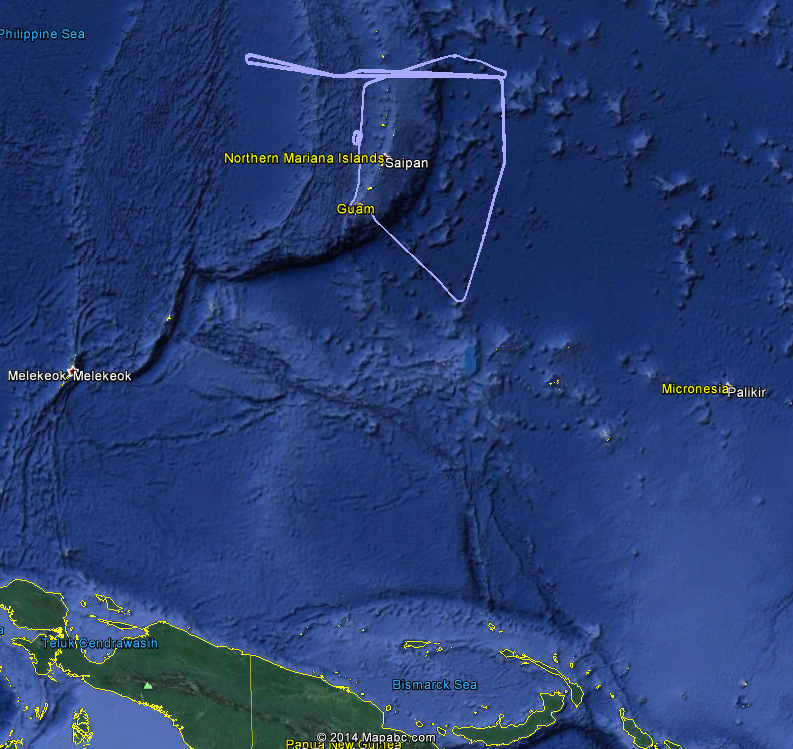 Philippine Sea
Northern Mariana Islands
Saipan
Guam
Melekeok
Melekeok
Micronesia
Palikir
a
Teluk Cendrawasih
Bismarck Sea
© 2014 Mapabc.com
Papua New Guinea